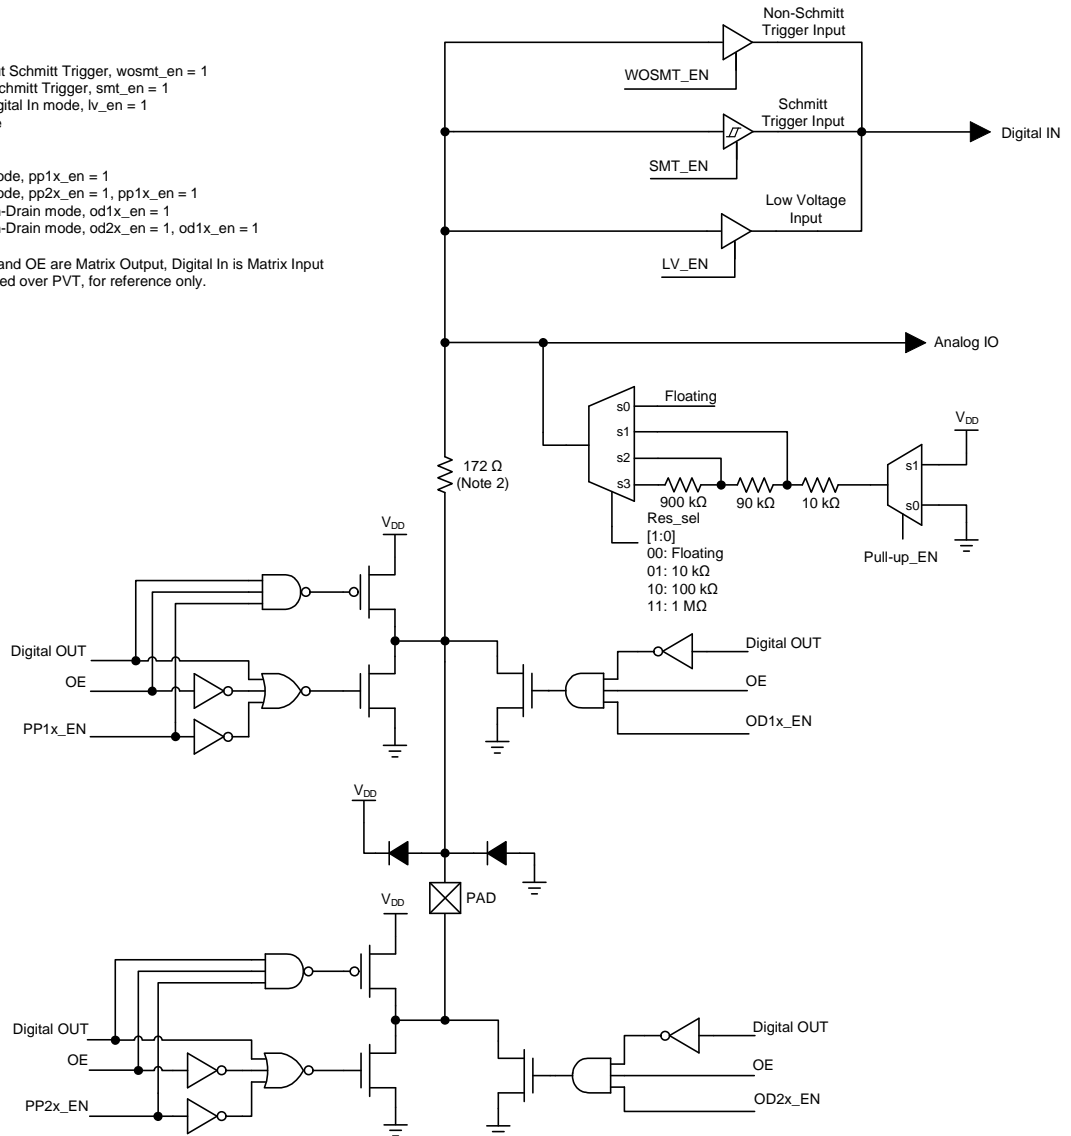 Non-Schmitt
Trigger Input
t Schmitt Trigger, wosmt_en = 1
chmitt Trigger, smt_en = 1
gital In mode, lv_en = 1
WOSMT_EN
Schmitt
Trigger Input
Digital IN
SMT_EN
ode, pp1x_en = 1
ode, pp2x_en = 1, pp1x_en = 1
n-Drain mode, od1x_en = 1
n-Drain mode, od2x_en = 1, od1x_en = 1
Low Voltage
Input
and OE are Matrix Output, Digital In is Matrix Input
ed over PVT, for reference only.
LV_EN
Analog IO
s0
Floating
s1
s2
s3
172 Ω
(Note 2)
900 kΩ
90 kΩ
10 kΩ
VDD
s1
s0
Pull-up_EN
Res_sel
[1:0]
00: Floating
01: 10 kΩ
10: 100 kΩ
11: 1 MΩ
VDD
Digital OUT
OE
PP1x_EN
Digital OUT
OE
OD1x_EN
VDD
PAD
VDD
Digital OUT
OE
PP2x_EN
Digital OUT
OE
OD2x_EN